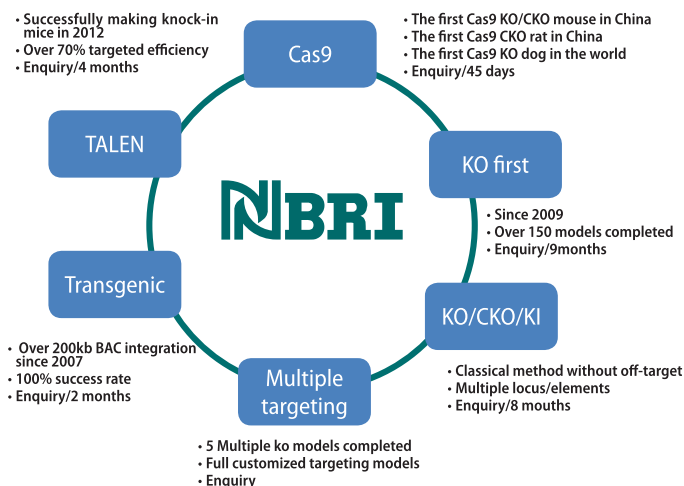 • Successfully making knock-in
mice in 2012
• Over 70% targeted efficiency
• Enquiry/4 months
Cas9
• The first Cas9 KO/CKO mouse in China
• The first Cas9 CKO rat in China
• The first Cas9 KO dog in the world
• Enquiry/45 days
TALEN
KO first
• Since 2009
• Over 150 models completed
• Enquiry/9months
NBRI
Transgenic
KO/CKO/KI
• Over 200kb BAC integration
since 2007
• 100% success rate
• Enquiry/2 months
Multiple
targeting
• Classical method without off-target
• Multiple locus/elements
• Enquiry/8 mouths
• 5 Multiple ko models completed
• Full customized targeting models
• Enquiry